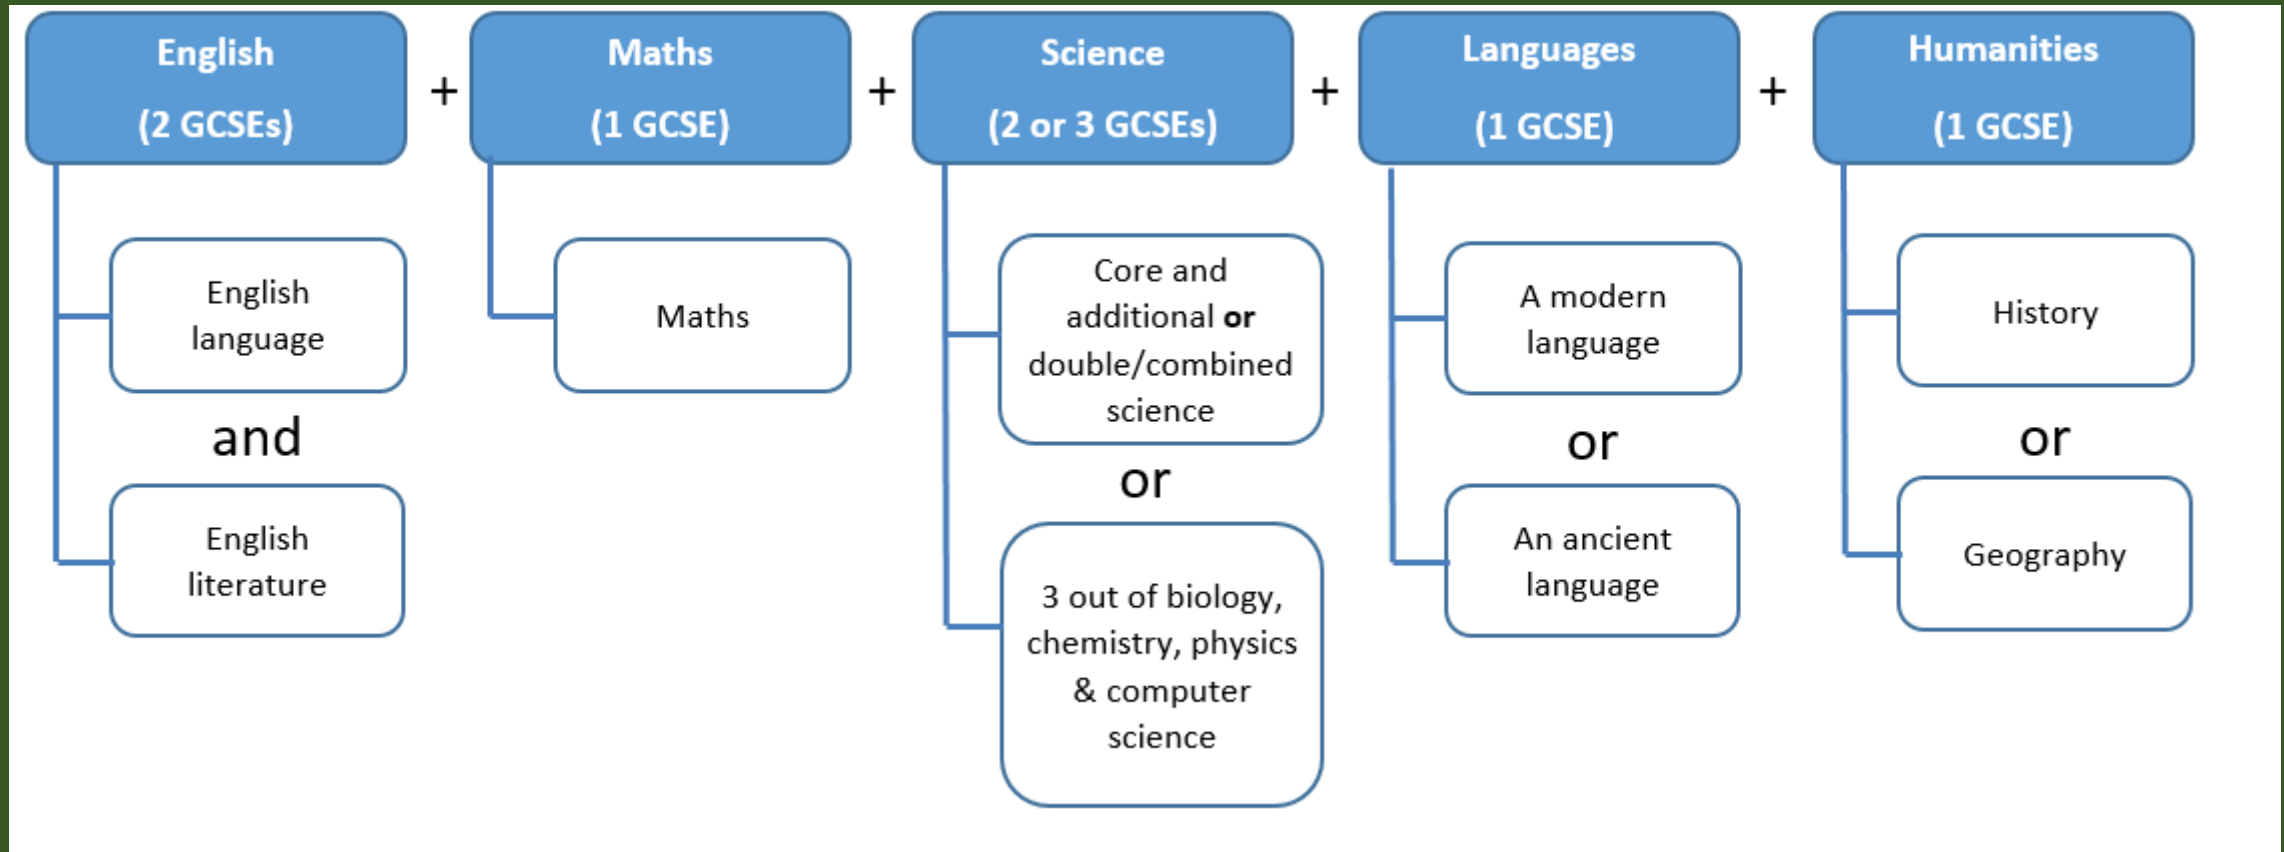 English
(2 GCSEs)
+
Maths
(1 GCSE)
+
Science
(2 or 3 GCSEs)
+
Languages
(1 GCSE)
+
Humanities
(1 GCSE)
English
language
and
English
literature
Maths
Core and
additional or
double/combined
science
or
3 out of biology,
chemistry, physics
& computer
science
A modern
language
or
An ancient
language
History
or
Geography